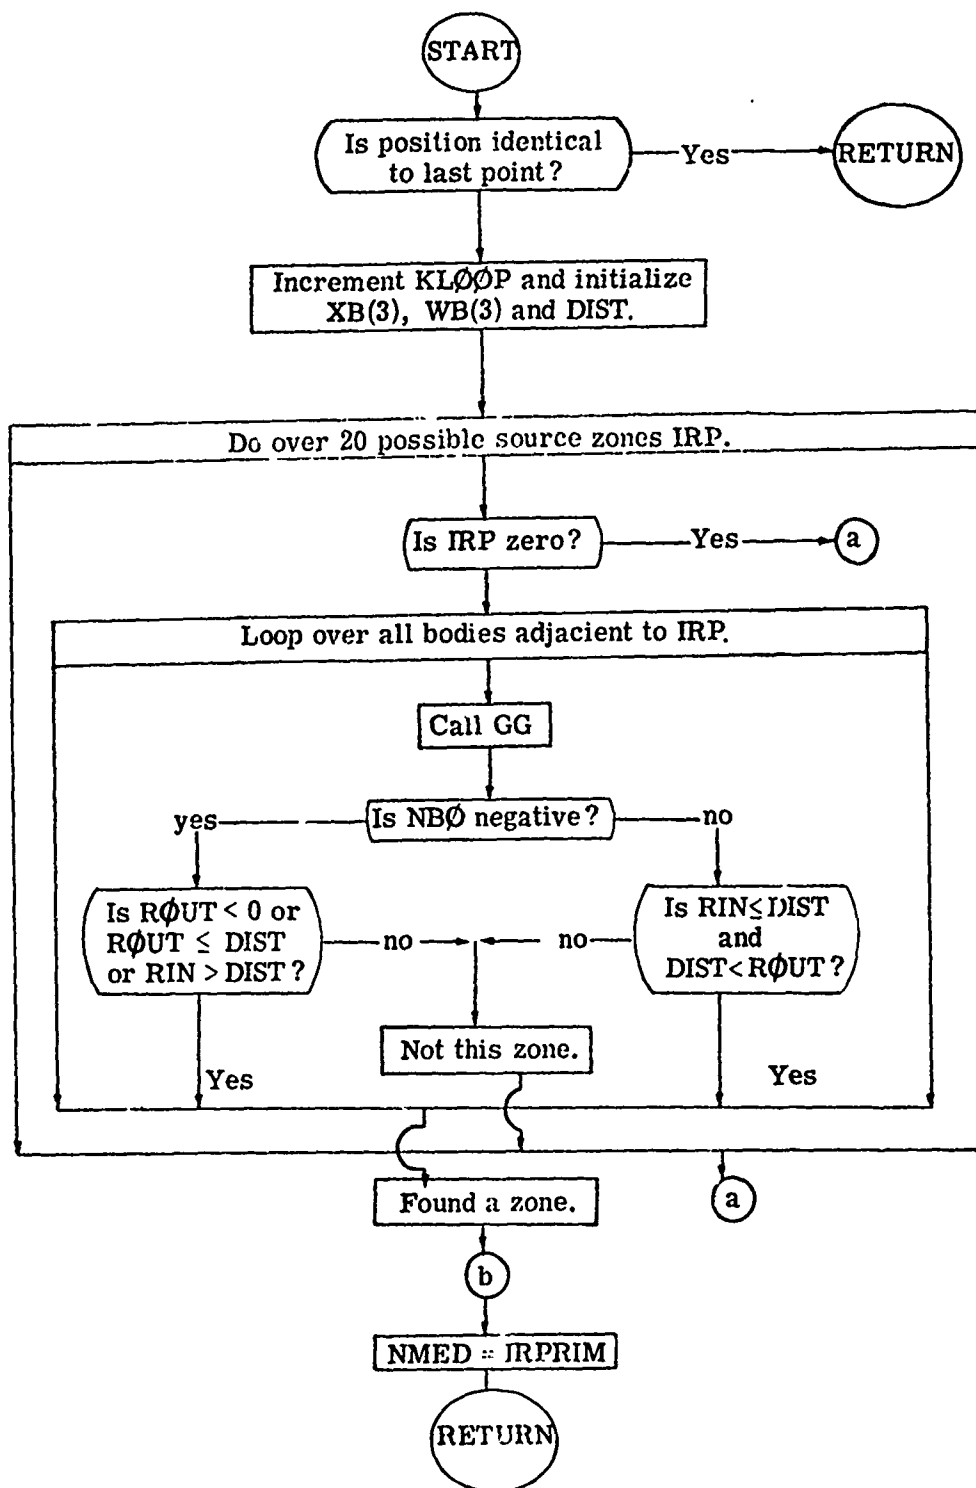 START
Is position identical
to last point?
Yes
RETURN
Increment KLØØP and initialize
XB(3), WB(3) and DIST.
Do over 20 possible source zones IRP.
Is IRP zero?
Yes
a
Loop over all bodies adjacient to IRP.
Call GG
Is NBØ negative?
yes
no
Is RØUT < 0 or
RØUT ≤ DIST
or RIN > DIST?
no
no
Is RIN ≤ DIST
and
DIST < RØUT?
Not this zone.
Yes
Yes
Found a zone.
a
b
NMED = IRPRIM
RETURN